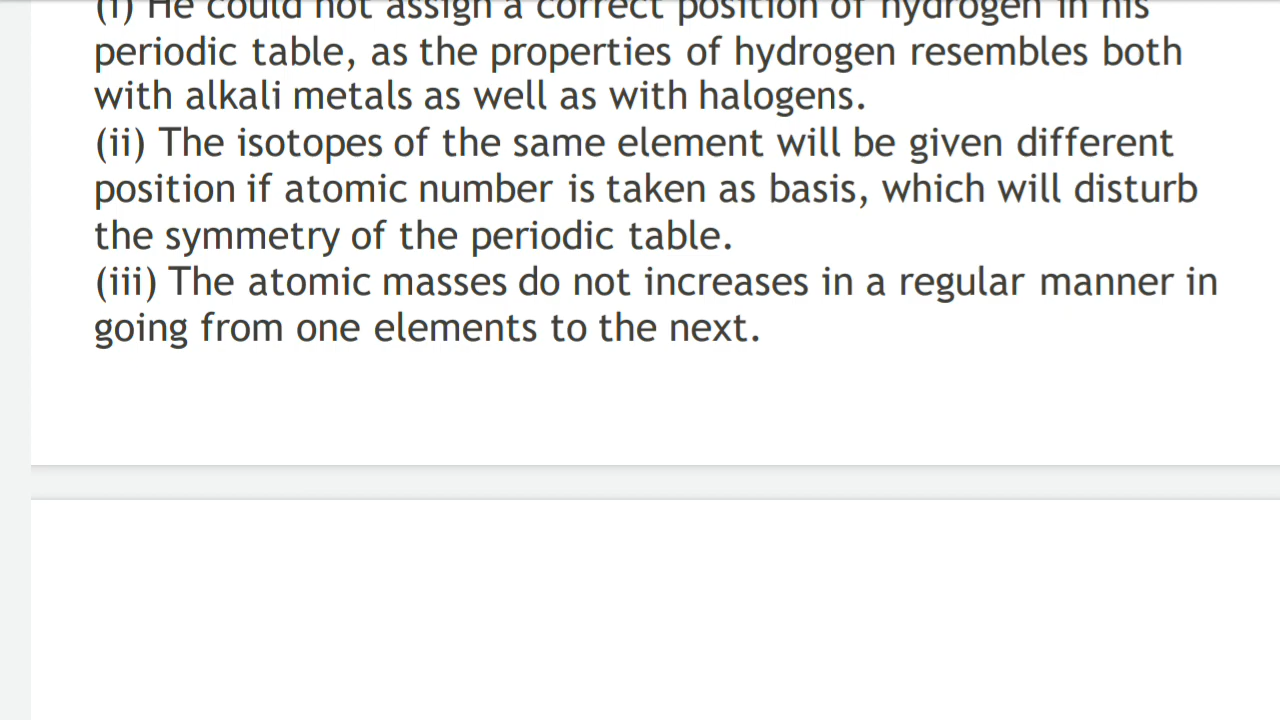 (i) He could not assign a correct position of hydrogen in his
periodic table, as the properties of hydrogen resembles both
with alkali metals as well as with halogens.
(ii) The isotopes of the same element will be given different
position if atomic number is taken as basis, which will disturb
the symmetry of the periodic table.
(iii) The atomic masses do not increases in a regular manner in
going from one elements to the next.